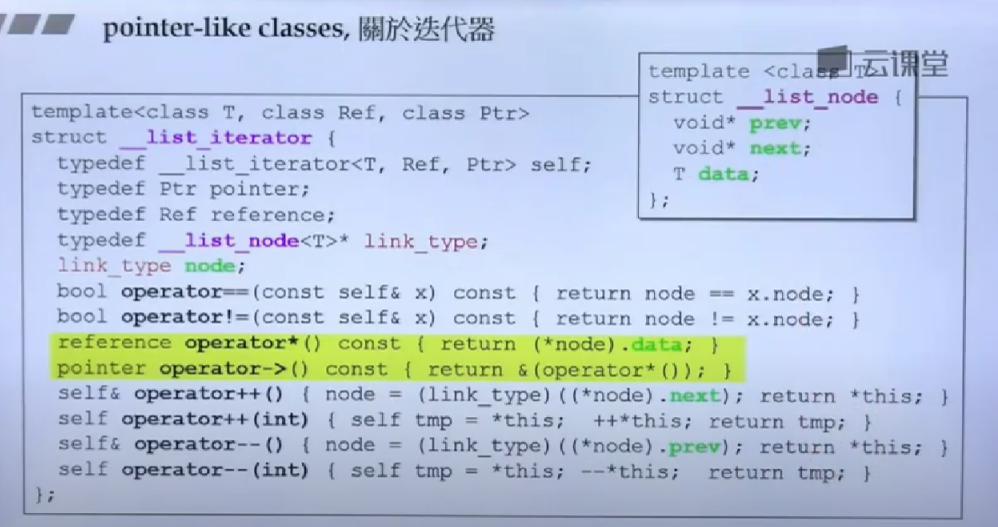 pointer-like classes, 關於迭代器
云课堂
template <class T>
struct __list_node {
void* prev;
void* next;
T data;
};
template<class T, class Ref, class Ptr>
struct __list_iterator {
typedef __list_iterator<T, Ref, Ptr> self;
typedef Ptr pointer;
typedef Ref reference;
typedef __list_node<T>* link_type;
link_type node;
bool operator==(const self& x) const { return node == x.node; }
bool operator!=(const self& x) const { return node != x.node; }
reference operator*() const { return (*node).data; }
pointer operator->() const { return &(operator*()); }
self& operator++() { node = (link_type)((*node).next); return *this; }
self operator++(int) { self tmp = *this; ++*this; return tmp; }
self& operator--() { node = (link_type)((*node).prev); return *this; }
self operator--(int) { self tmp = *this; --*this; return tmp; }
};